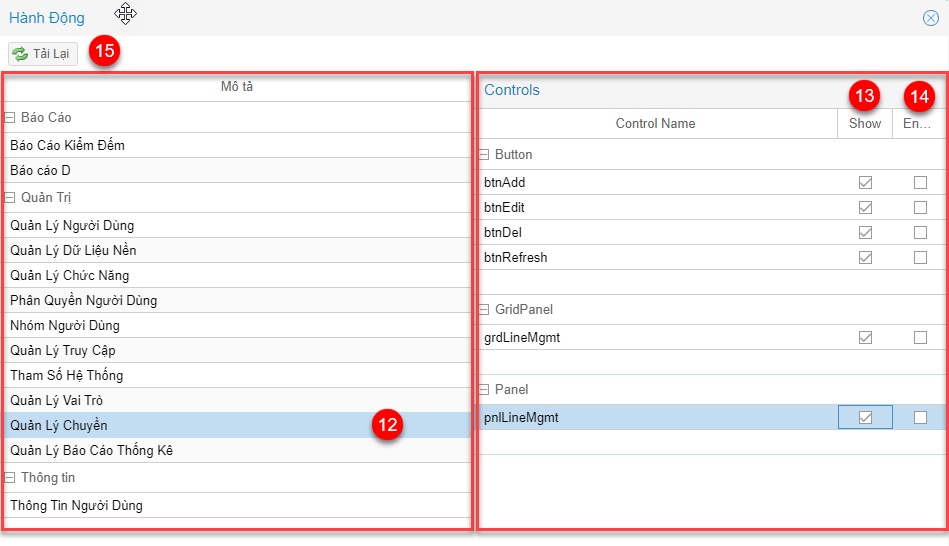 Hành Động
Tải Lại
15
Mô tả
Báo Cáo
Báo Cáo Kiểm Đếm
Báo cáo D
Quản Trị
Quản Lý Người Dùng
Quản Lý Dữ Liệu Nền
Quản Lý Chức Năng
Phân Quyền Người Dùng
Nhóm Người Dùng
Quản Lý Truy Cập
Tham Số Hệ Thống
Quản Lý Vai Trò
Quản Lý Chuyền
12
Quản Lý Báo Cáo Thống Kê
Thông tin
Thông Tin Người Dùng
Controls
13
14
Control Name
Show
En...
Button
btnAdd
btnEdit
btnDel
btnRefresh
GridPanel
grdLineMgmt
Panel
pnlLineMgmt